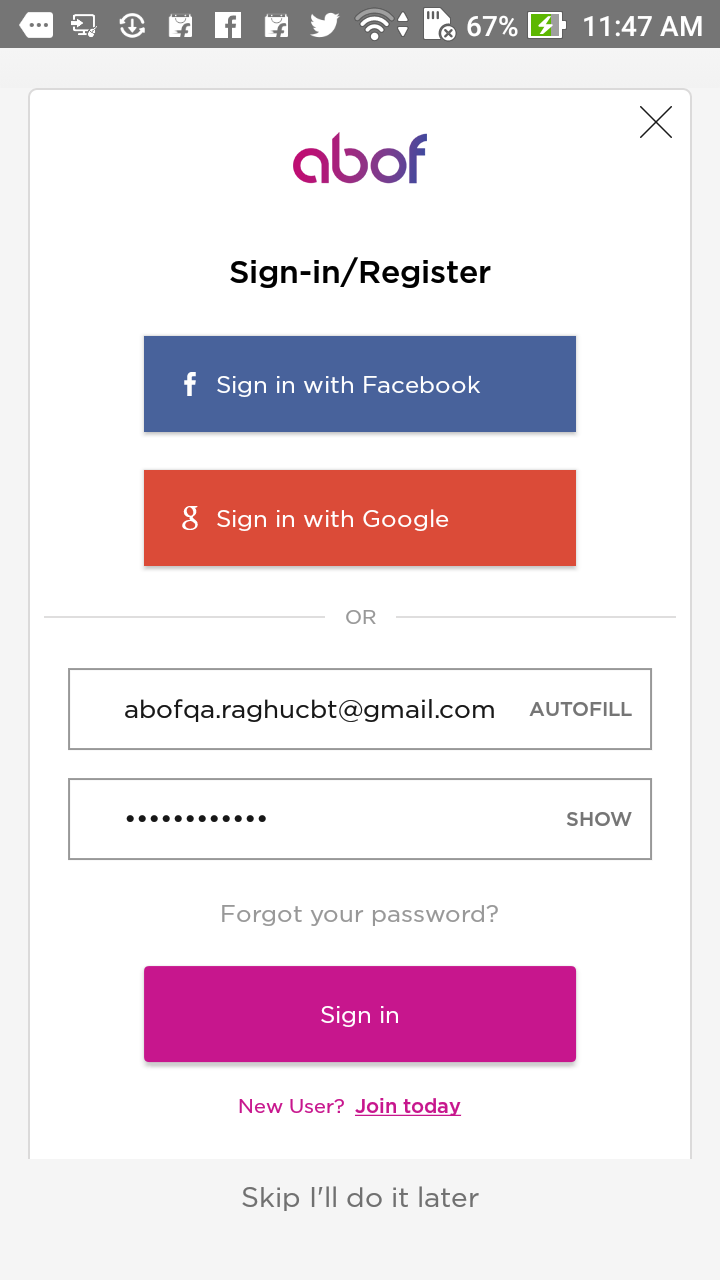 67% 11:47 AM
abof
Sign-in/Register
f Sign in with Facebook
g Sign in with Google
OR
abofqa.raghucbt@gmail.com AUTOFILL
•••••••••••• SHOW
Forgot your password?
Sign in
New User? Join today
Skip I'll do it later